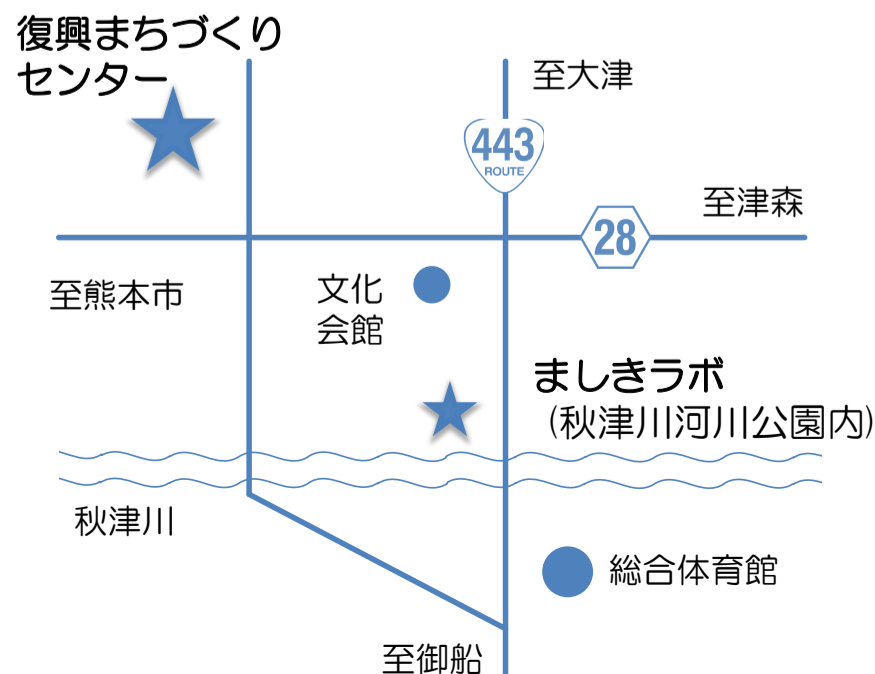 復興まちづくり
センター
至大津
443
ROUTE
至津森
28
至熊本市
文化
会館
ましきラボ
(秋津川河川公園内)
秋津川
総合体育館
至御船